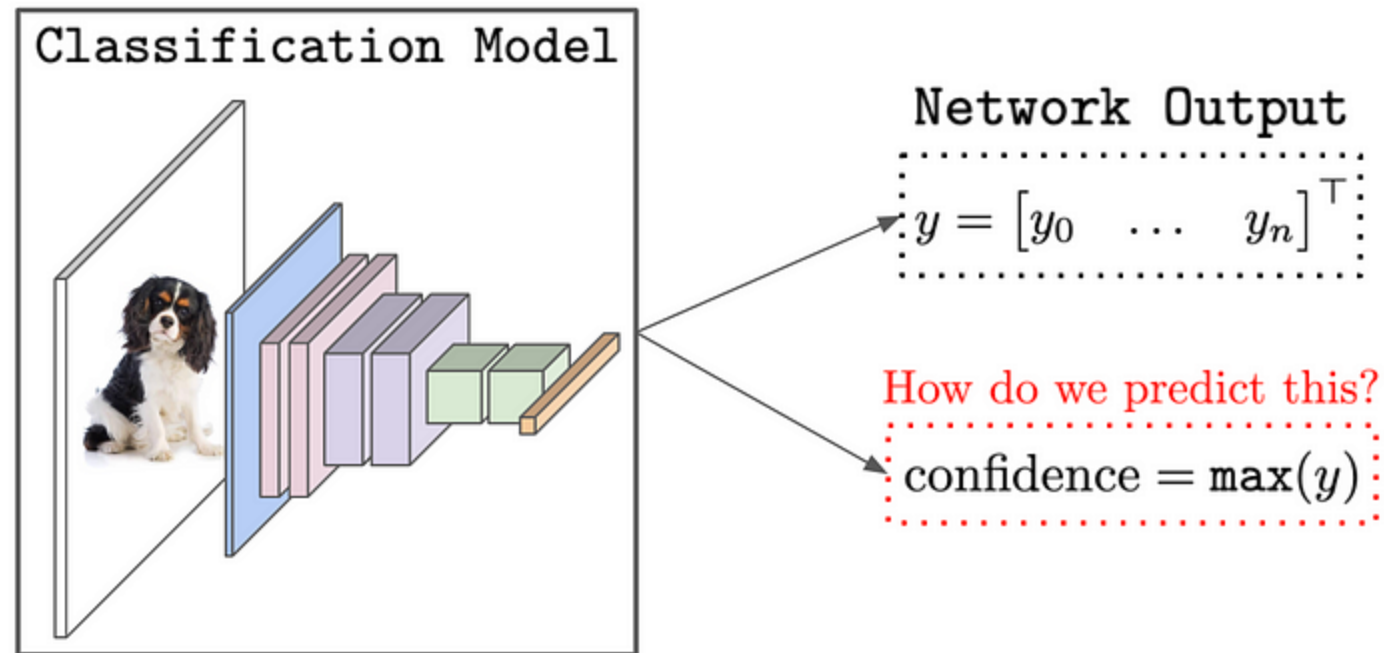 Classification Model
Network Output
y = [y₀ … yₙ]⊤
How do we predict this?
confidence = max(y)